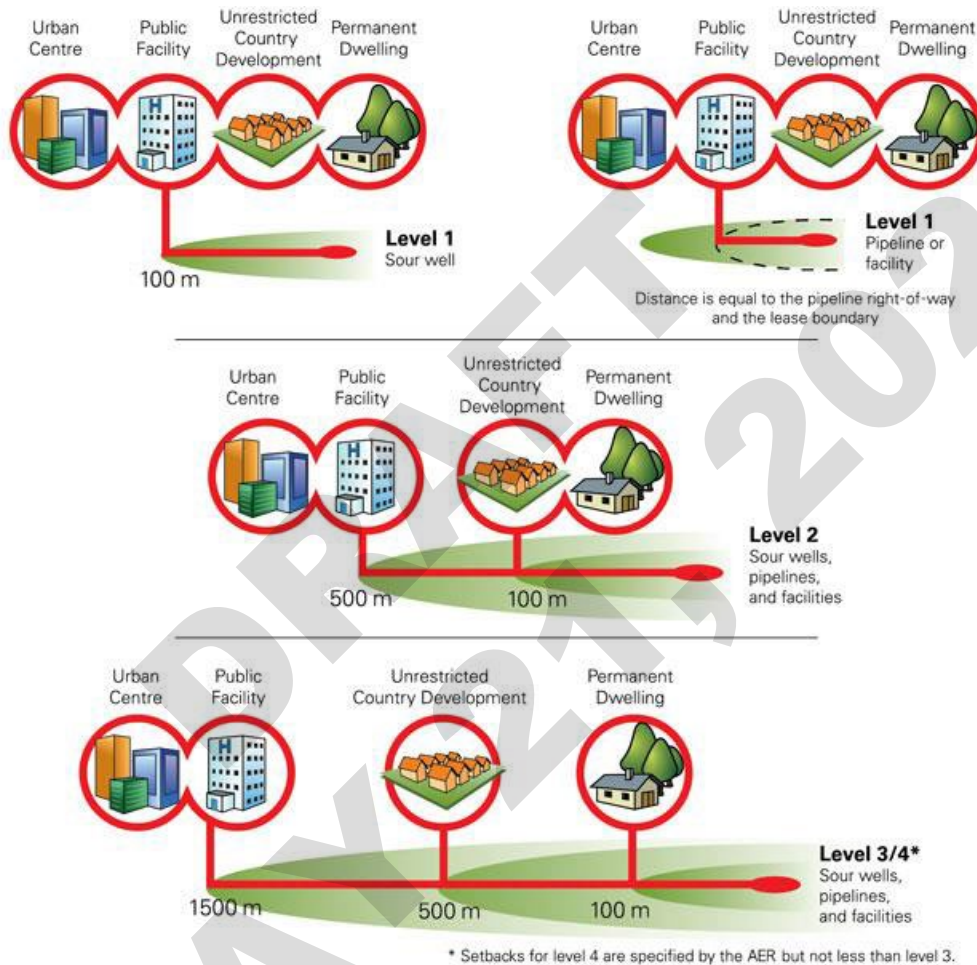 Urban
Centre
Public
Facility
Unrestricted
Country
Development
Permanent
Dwelling
H
100 m
Level 1
Sour well
Urban
Centre
Public
Facility
Unrestricted
Country
Development
Permanent
Dwelling
H
Level 1
Pipeline or
facility
Distance is equal to the pipeline right-of-way
and the lease boundary
Urban
Centre
Public
Facility
Unrestricted
Country
Development
Permanent
Dwelling
H
500 m
100 m
Level 2
Sour wells,
pipelines,
and facilities
Urban
Centre
Public
Facility
Unrestricted
Country Development
Permanent
Dwelling
H
1500 m
500 m
100 m
Level 3/4*
Sour wells,
pipelines,
and facilities
* Setbacks for level 4 are specified by the AER but not less than level 3.
DRAFT